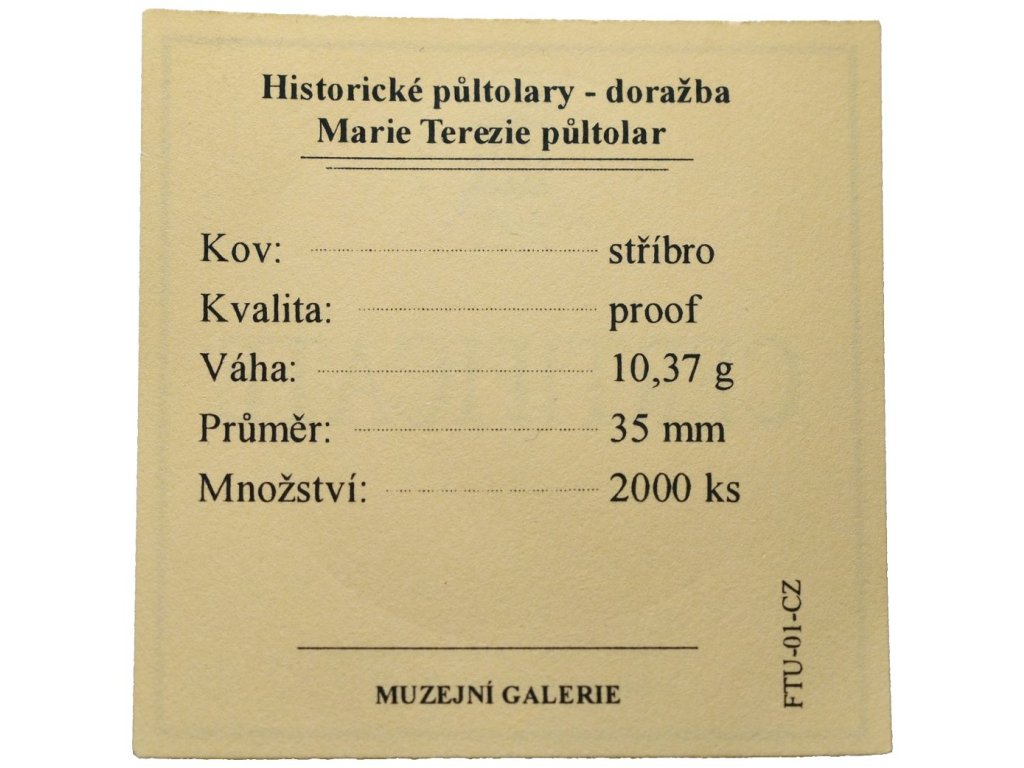 Historické půltolary - doražba
Marie Terezie půltolar
Kov: stříbro
Kvalita: proof
Váha: 10,37 g
Průměr: 35 mm
Množství: 2000 ks
FTU-01-CZ
MUZEJNÍ GALERIE